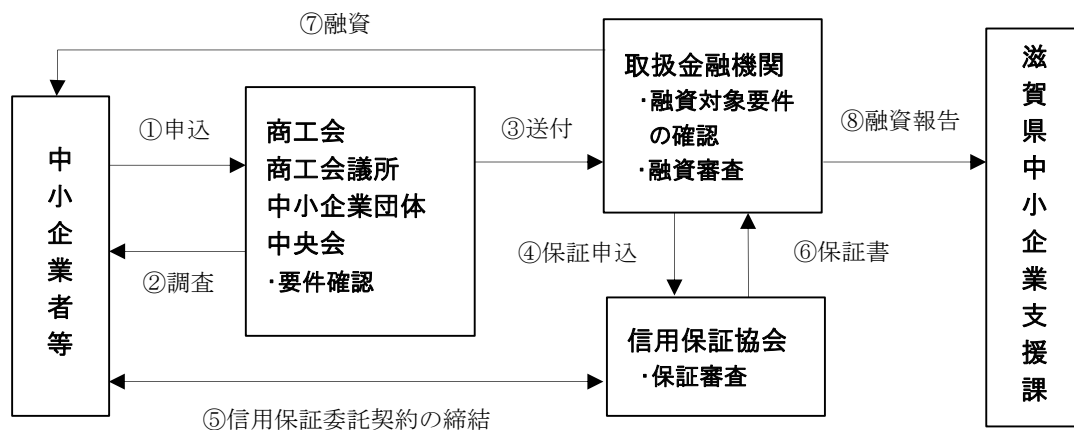 ⑦融資
中小企業者等
①申込
②調査
商工会
商工会議所
中小企業団体
中央会
・要件確認
③送付
取扱金融機関
・融資対象要件
の確認
・融資審査
④保証申込
⑥保証書
信用保証協会
・保証審査
⑤信用保証委託契約の締結
⑧融資報告
滋賀県中小企業支援課